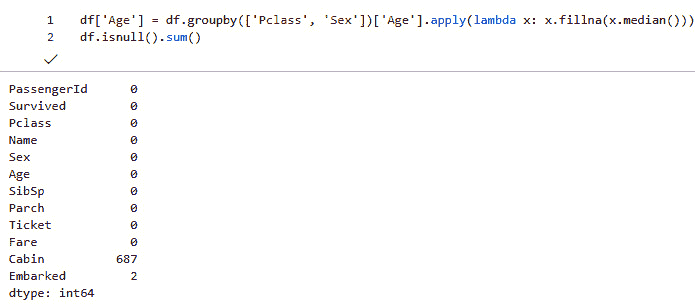 1 df['Age'] = df.groupby(['Pclass', 'Sex'])['Age'].apply(lambda x: x.fillna(x.median()))
2 df.isnull().sum()
PassengerId 0
Survived 0
Pclass 0
Name 0
Sex 0
Age 0
SibSp 0
Parch 0
Ticket 0
Fare 0
Cabin 687
Embarked 2
dtype: int64